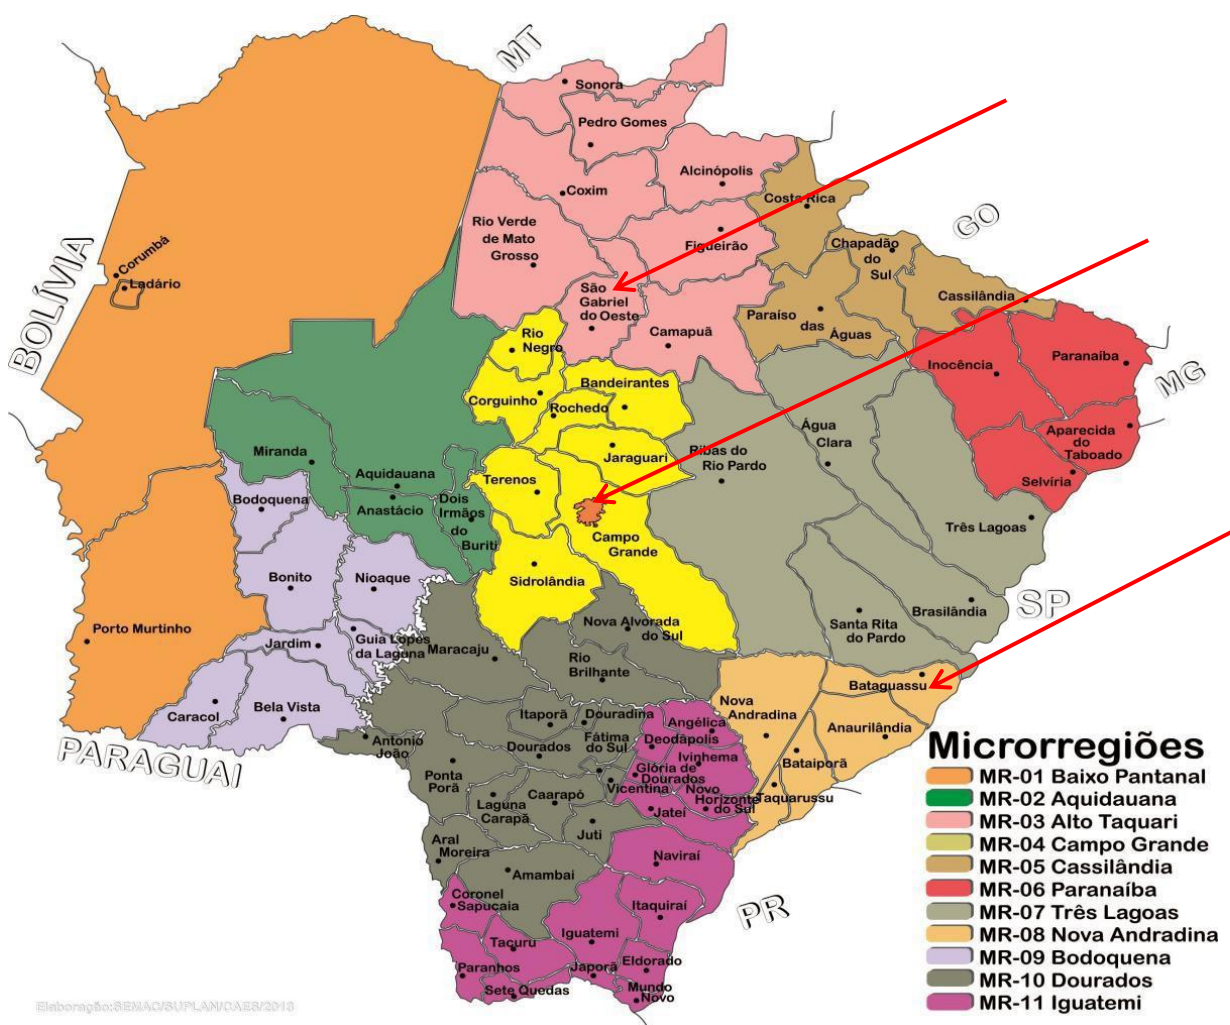 MT
Sonora
Pedro Gomes
Alcinópolis
Coxim
Costa Rica
GO
Rio Verde
de Mato
Grosso
Figueirão
Chapadão
do
Sul
BOLÍVIA
Corumbá
Ladário
São
Gabriel
do Oeste
Cassilândia
Camapuã
Paraíso
das
Águas
Rio
Negro
Inocência
Paranaíba
MG
Bandeirantes
Corguinho
Rochedo
Água
Clara
Aparecida
do
Taboado
Miranda
Jaraguari
Ribas do
Rio Pardo
Aquidauana
Terenos
Selvíria
Bodoquena
Anastácio
Dois
Irmãos
do
Buriti
Três Lagoas
Campo
Grande
Bonito
Nioaque
Sidrolândia
SP
Brasilândia
Porto Murtinho
Jardim
Guia Lopes
da Laguna
Nova Alvorada
do Sul
Santa Rita
do Pardo
Maracaju
Rio
Brilhante
Bataguassu
Caracol
Bela Vista
Nova
Andradina
Anaurilândia
PARAGUAI
Antonio
João
Itaporã
Douradina
Angélica
Deodápolis
Fátima
do Sul
Dourados
Ivinhema
Bataiporã
Ponta
Porã
Glória de
Dourados
Vicentina
Novo
Horizonte
do Sul
Taquarussu
Laguna
Carapã
Caarapó
Jateí
Juti
Aral
Moreira
Naviraí
Amambai
Coronel
Sapucaia
Itaquiraí
PR
Tacuru
Iguatemi
Paranhos
Japorã
Eldorado
Sete Quedas
Mundo
Novo
Microrregiões
MR-01 Baixo Pantanal
MR-02 Aquidauana
MR-03 Alto Taquari
MR-04 Campo Grande
MR-05 Cassilândia
MR-06 Paranaíba
MR-07 Três Lagoas
MR-08 Nova Andradina
MR-09 Bodoquena
MR-10 Dourados
MR-11 Iguatemi
Elaboração:SEMAC/SUPLAN/CAES/2013